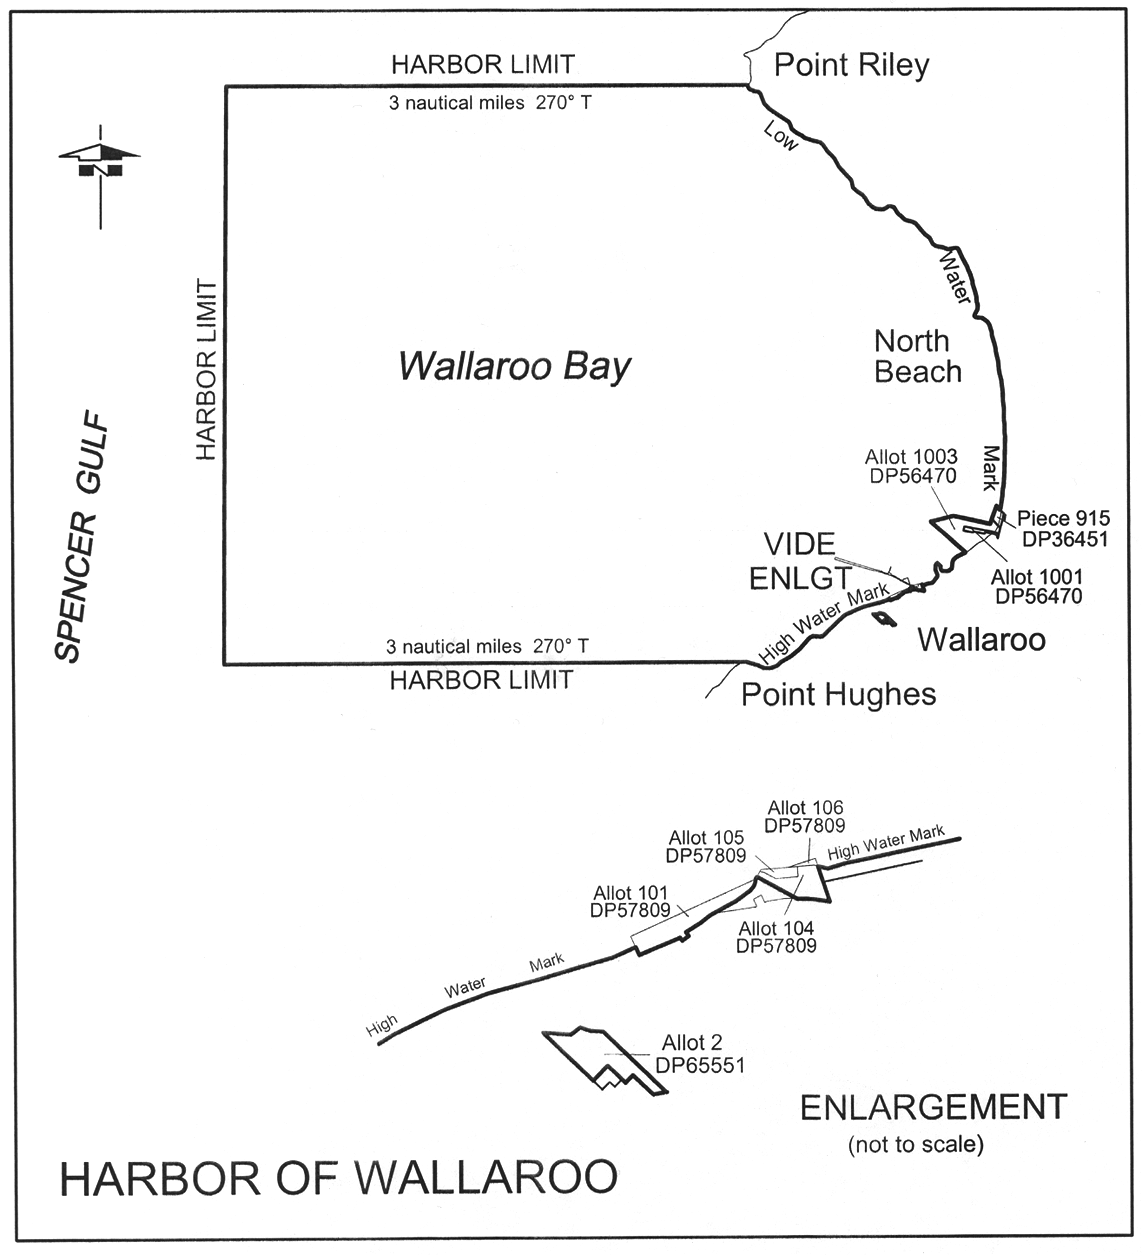 HARBOR LIMIT
3 nautical miles 270° T
Point Riley
Low
N
Water
HARBOR LIMIT
North
Beach
Wallaroo Bay
SPENCER GULF
Allot 1003
DP56470
Mark
Piece 915
DP36451
VIDE
ENLGT
Allot 1001
DP56470
High Water Mark
Wallaroo
3 nautical miles 270° T
HARBOR LIMIT
Point Hughes
Allot 106
DP57809
Allot 105
DP57809
High Water Mark
Allot 101
DP57809
Allot 104
DP57809
High Water Mark
Allot 2
DP65551
ENLARGEMENT
(not to scale)
HARBOR OF WALLAROO